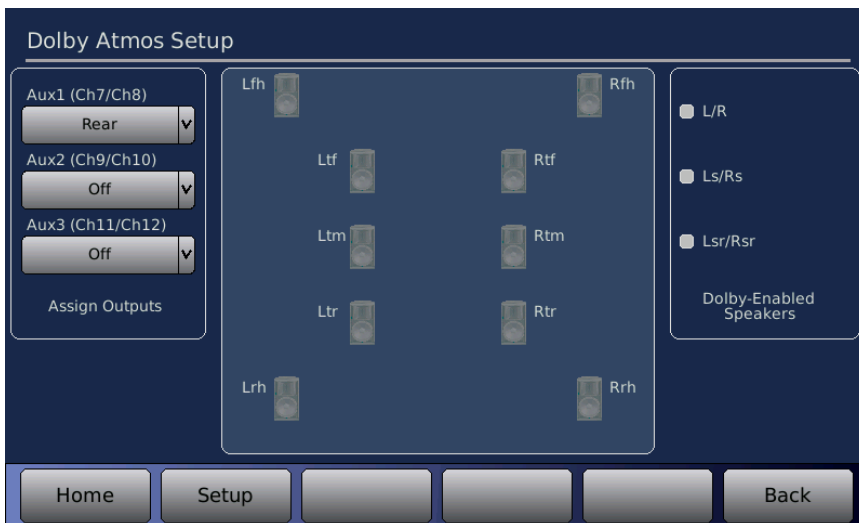 Dolby Atmos Setup
Aux1 (Ch7/Ch8)
Rear
Aux2 (Ch9/Ch10)
Off
Aux3 (Ch11/Ch12)
Off
Assign Outputs
Lfh
Rfh
Ltf
Rtf
Ltm
Rtm
Ltr
Rtr
Lrh
Rrh
L/R
Ls/Rs
Lsr/Rsr
Dolby-Enabled
Speakers
Home
Setup
Back